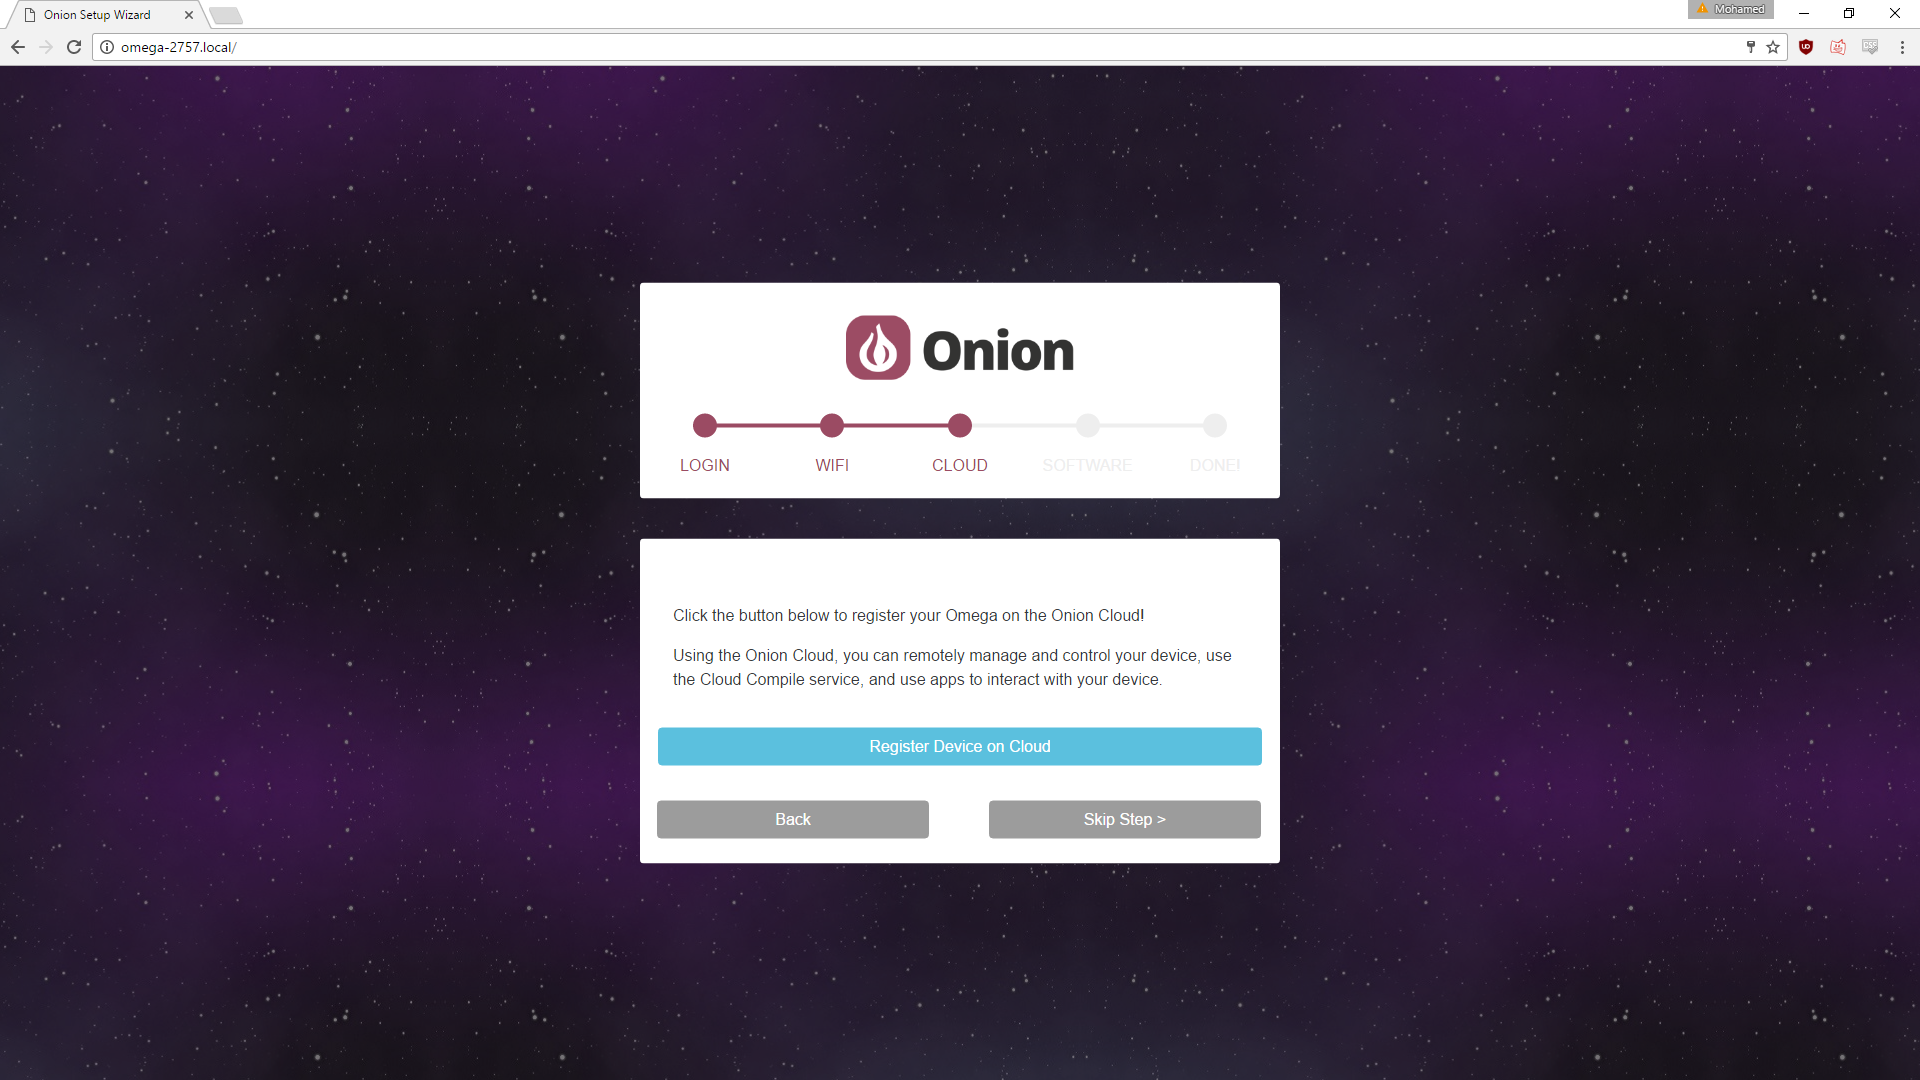 Onion Setup Wizard
Mohamed
omega-2757.local/
Onion
LOGIN WIFI CLOUD SOFTWARE DONE!
Click the button below to register your Omega on the Onion Cloud!
Using the Onion Cloud, you can remotely manage and control your device, use
the Cloud Compile service, and use apps to interact with your device.
Register Device on Cloud
Back Skip Step >